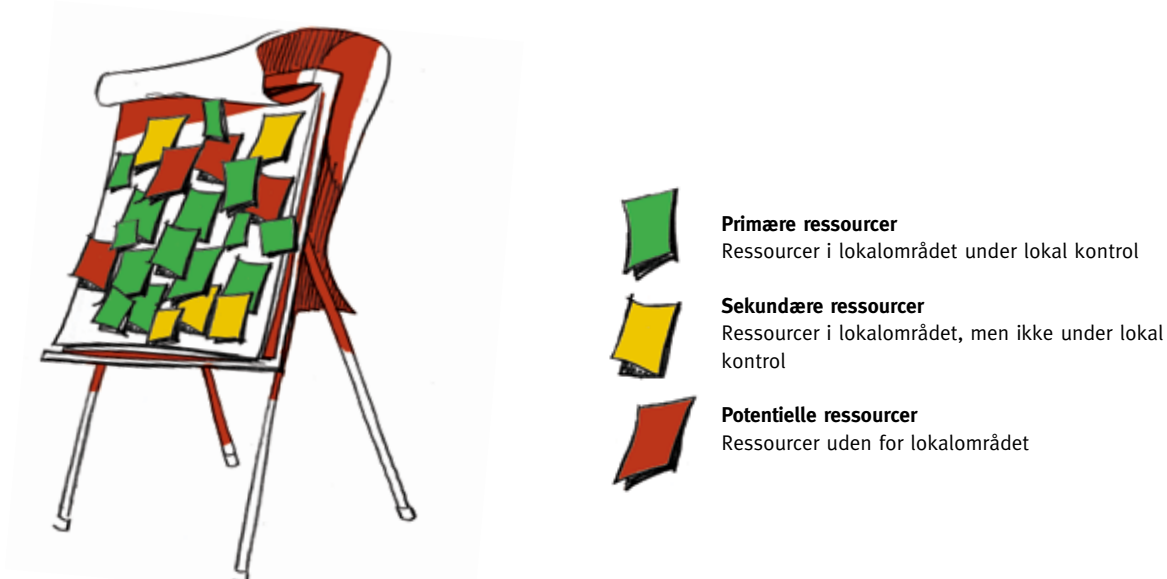 Primære ressourcer
Ressourcer i lokalområdet under lokal kontrol
Sekundære ressourcer
Ressourcer i lokalområdet, men ikke under lokal
kontrol
Potentielle ressourcer
Ressourcer uden for lokalområdet